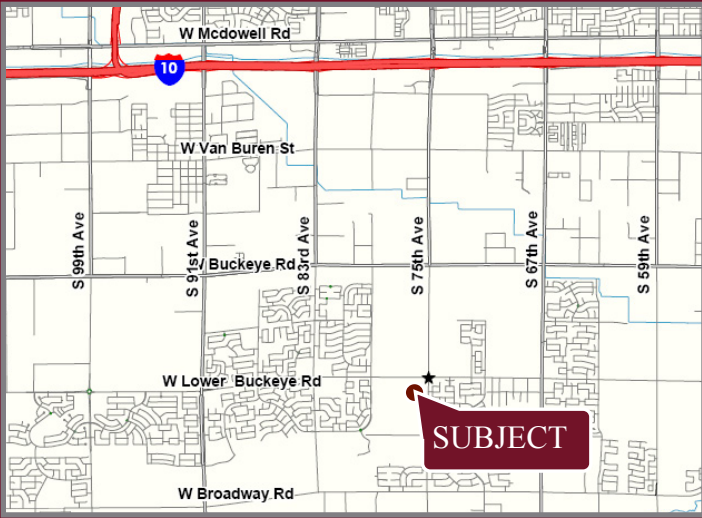 W Mcdowell Rd
10
W Van Buren St
S 99th Ave
S 91st Ave
S 83rd Ave
S 75th Ave
S 67th Ave
S 59th Ave
W Buckeye Rd
W Lower Buckeye Rd
SUBJECT
W Broadway Rd